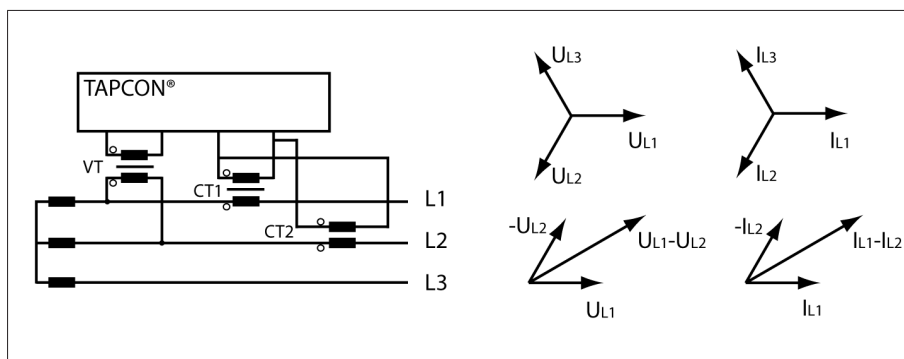 TAPCON®
VT
CT1
CT2
L1
L2
L3
UL3
UL1
UL2
IL3
IL1
IL2
-UL2
UL1-UL2
UL1
-IL2
IL1-IL2
IL1